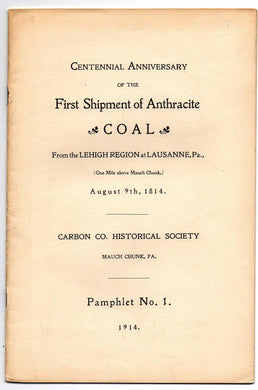 Centennial Anniversary
OF THE
First Shipment of Anthracite
COAL
From the LEHIGH REGION at LAUSANNE, Pa.,
(One Mile above Mauch Chunk,)
August 9th, 1814.
CARBON CO. HISTORICAL SOCIETY
MAUCH CHUNK, PA.
Pamphlet No. 1.
1914.